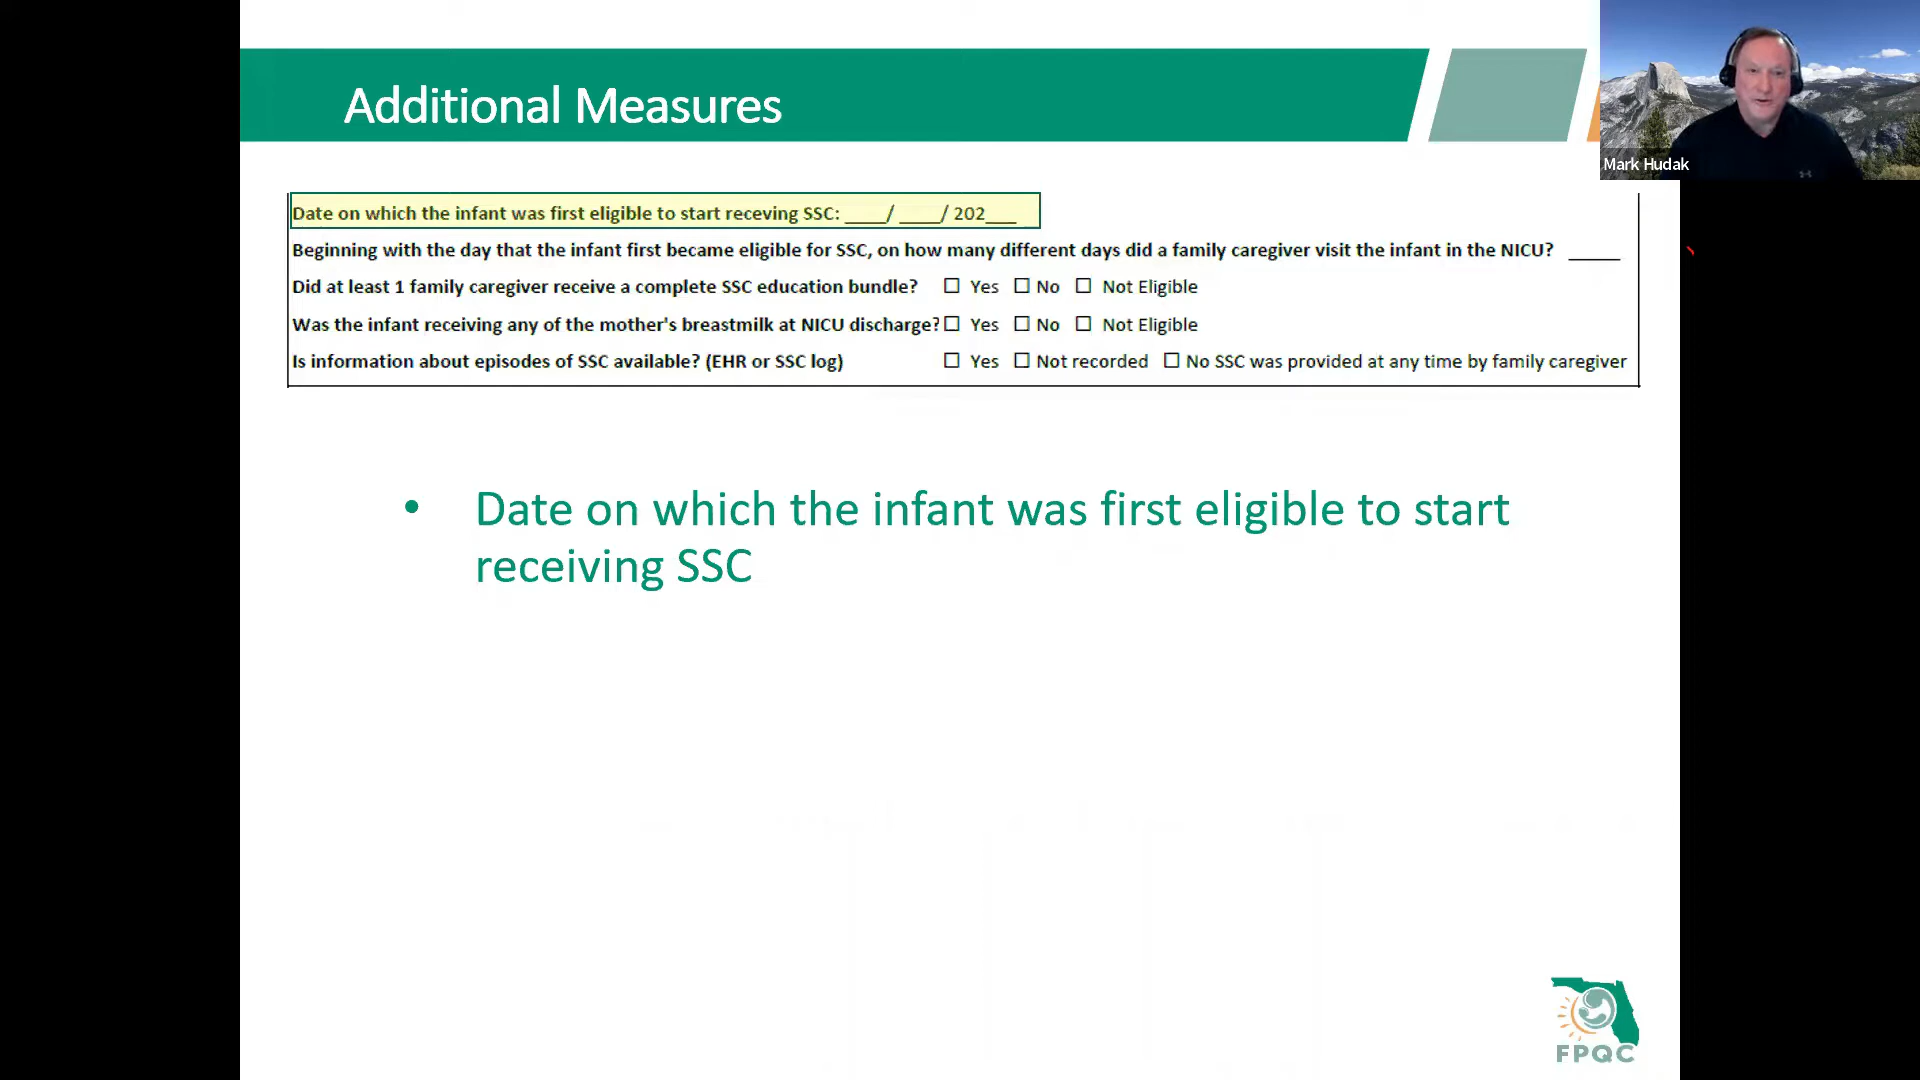 Additional Measures
Mark Hudak
Date on which the infant was first eligible to start receving SSC: ____/ ____/ 202___
Beginning with the day that the infant first became eligible for SSC, on how many different days did a family caregiver visit the infant in the NICU? _____
Did at least 1 family caregiver receive a complete SSC education bundle? ☐ Yes ☐ No ☐ Not Eligible
Was the infant receiving any of the mother's breastmilk at NICU discharge? ☐ Yes ☐ No ☐ Not Eligible
Is information about episodes of SSC available? (EHR or SSC log) ☐ Yes ☐ Not recorded ☐ No SSC was provided at any time by family caregiver
• Date on which the infant was first eligible to start
receiving SSC
FPQC